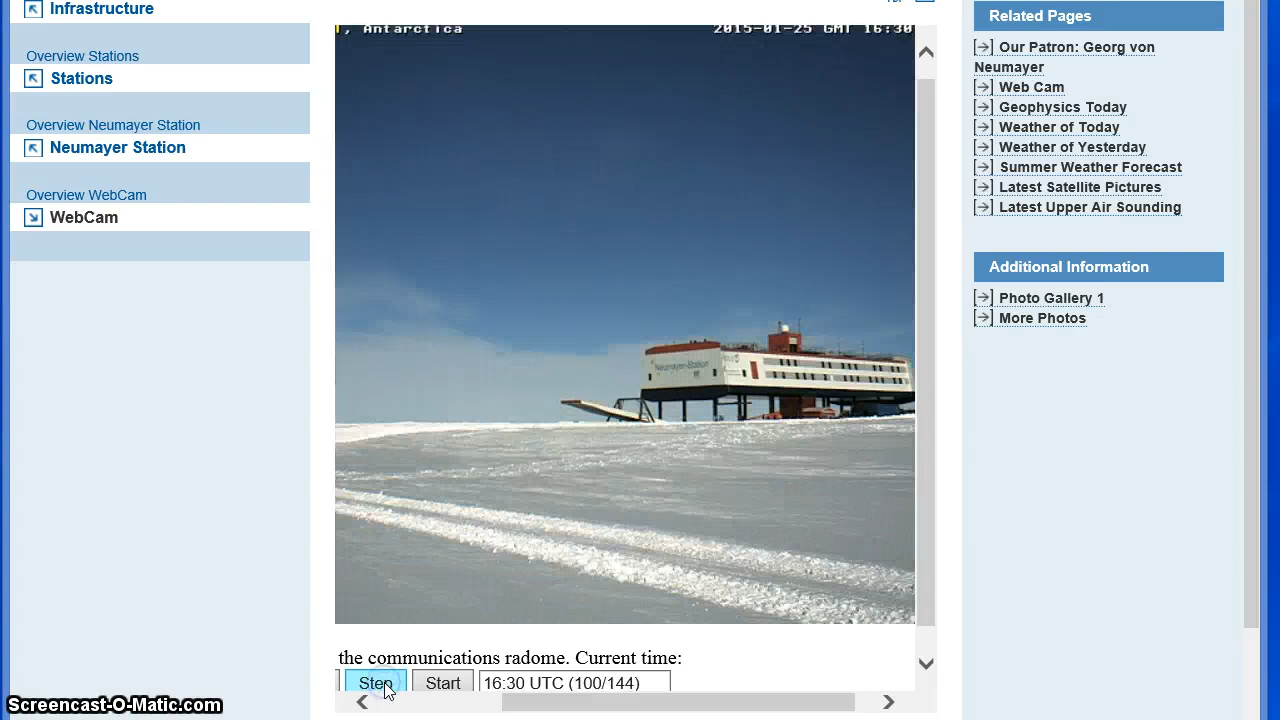 Infrastructure
Overview Stations
Stations
Overview Neumayer Station
Neumayer Station
Overview WebCam
WebCam
, Antarctica
2015-01-25 GMT 16:30
Neumayer-Station
the communications radome. Current time:
Step
Start
16:30 UTC (100/144)
Related Pages
Our Patron: Georg von
Neumayer
Web Cam
Geophysics Today
Weather of Today
Weather of Yesterday
Summer Weather Forecast
Latest Satellite Pictures
Latest Upper Air Sounding
Additional Information
Photo Gallery 1
More Photos
Screencast-O-Matic.com